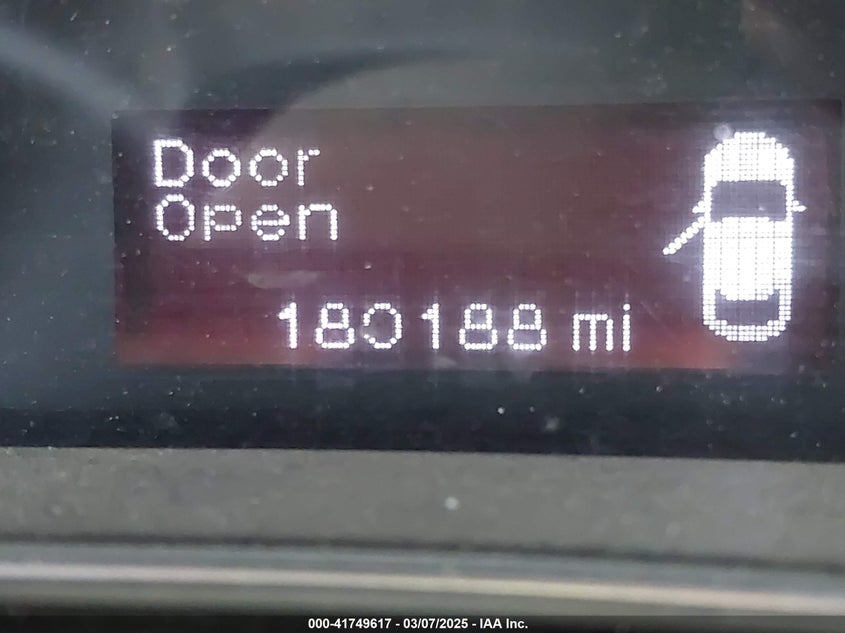 Door
Open
180188 mi
000-41749617 - 03/07/2025 - IAA Inc.